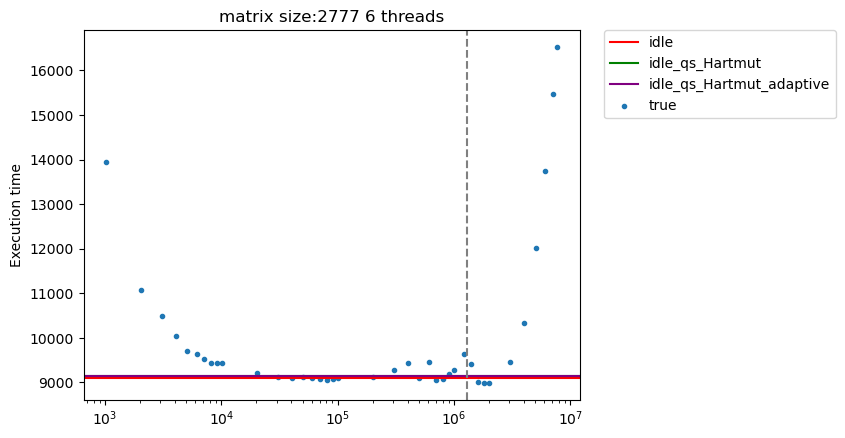 matrix size:2777 6 threads
idle
idle_qs_Hartmut
idle_qs_Hartmut_adaptive
true
Execution time
16000
15000
14000
13000
12000
11000
10000
9000
10³
10⁴
10⁵
10⁶
10⁷